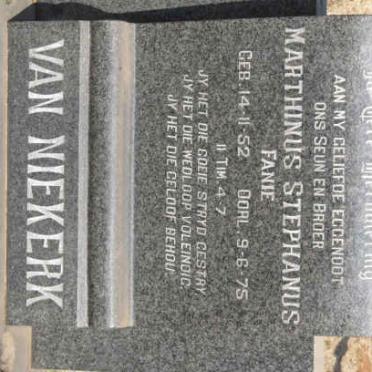 AAN MY GELIEFDE EGGENOOT
ONS SEUN EN BROER
MARTHINUS STEPHANUS
FANIE
GEB. 14-11-52 OORL. 9-6-75
II TIM 4-7
JY HET DIE GOEIE STRYD GESTRY
JY HET DIE WEDLOOP VOLEINDIG
JY HET DIE GELOOF BEHOU
VAN NIEKERK